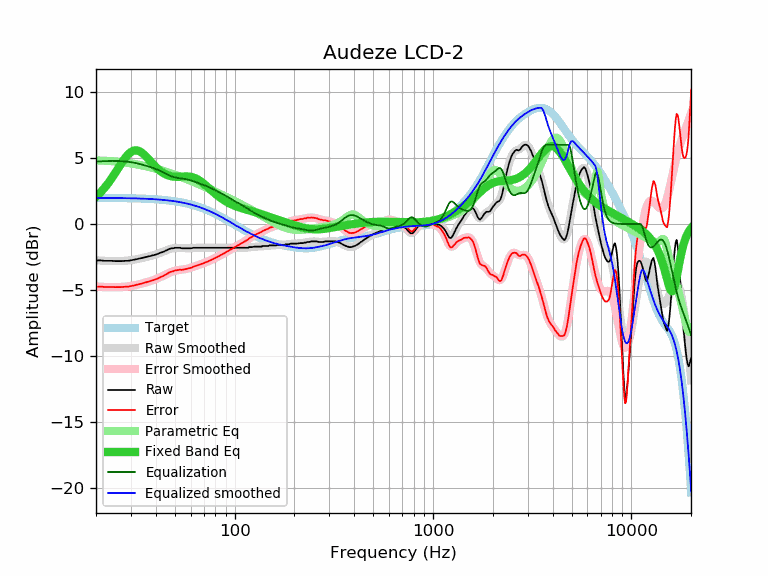 Audeze LCD-2
Amplitude (dBr)
10
5
0
−5
−10
−15
−20
Target
Raw Smoothed
Error Smoothed
Raw
Error
Parametric Eq
Fixed Band Eq
Equalization
Equalized smoothed
100
1000
10000
Frequency (Hz)